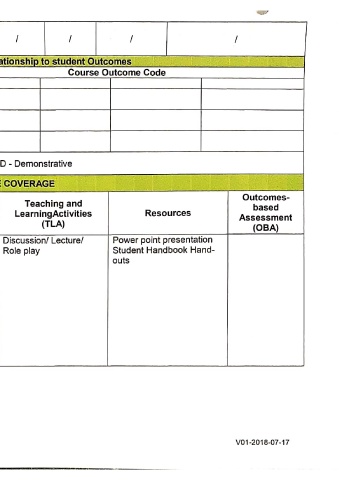 / / / /
ationship to student Outcomes
Course Outcome Code
D - Demonstrative
E COVERAGE
Teaching and
LearningActivities
(TLA)
Resources
Outcomes-
based
Assessment
(OBA)
Discussion/ Lecture/
Role play
Power point presentation
Student Handbook Hand-
outs
V01-2018-07-17